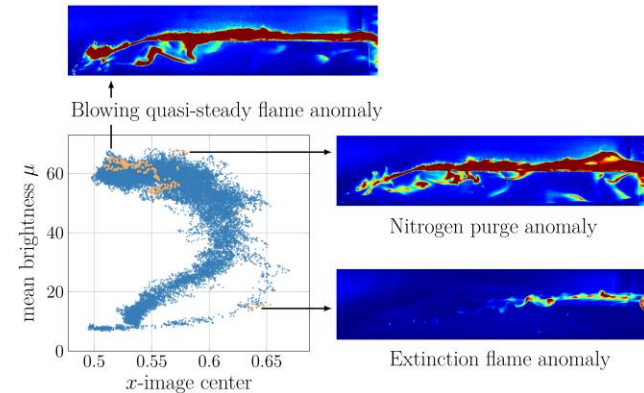 Blowing quasi-steady flame anomaly
mean brightness μ
60
40
20
0
0.5
0.55
0.6
0.65
x-image center
Nitrogen purge anomaly
Extinction flame anomaly